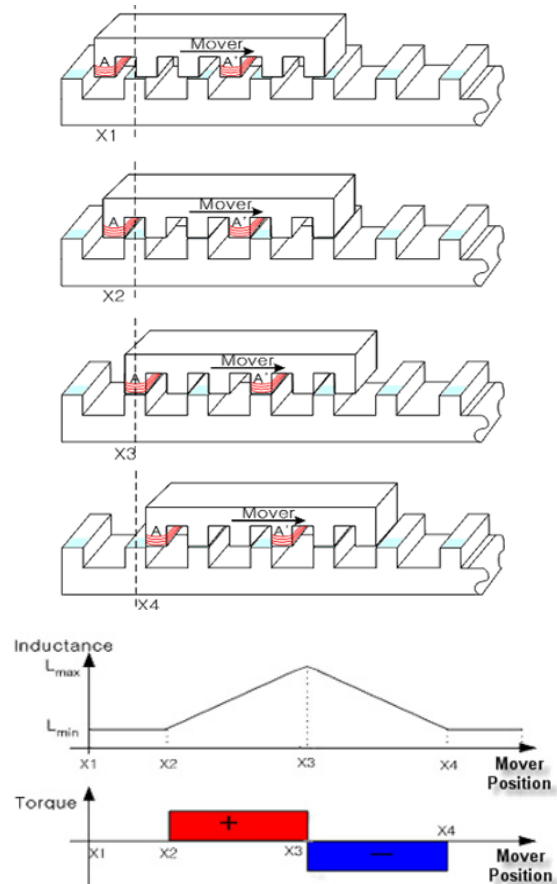 A
Mover
A'
X1
A
Mover
A'
X2
A
Mover
A'
X3
A
Mover
A'
X4
Inductance
Lmax
Lmin
X1 X2 X3 X4 Mover
Position
Torque
+
X1 X2 X3 X4
−
Mover
Position